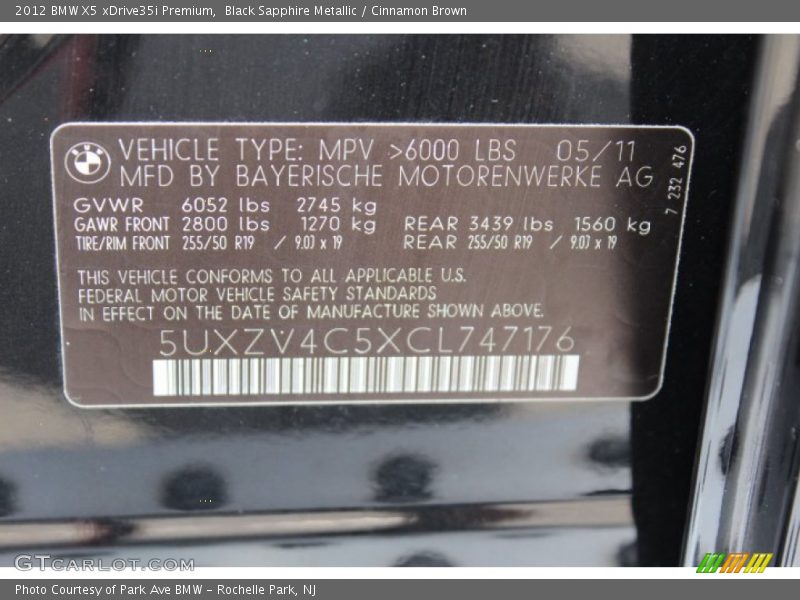 2012 BMW X5 xDrive35i Premium,  Black Sapphire Metallic / Cinnamon Brown
BMW
VEHICLE TYPE: MPV >6000 LBS 05/11
MFD BY BAYERISCHE MOTORENWERKE AG
7 232 476
GVWR 6052 lbs 2745 kg
GAWR FRONT 2800 lbs 1270 kg REAR 3439 lbs 1560 kg
TIRE/RIM FRONT 255/50 R19 / 9.0J x 19 REAR 255/50 R19 / 9.0J x 19
THIS VEHICLE CONFORMS TO ALL APPLICABLE U.S.
FEDERAL MOTOR VEHICLE SAFETY STANDARDS
IN EFFECT ON THE DATE OF MANUFACTURE SHOWN ABOVE.
5UXZV4C5XCL747176
GTCARLOT.COM
Photo Courtesy of Park Ave BMW - Rochelle Park, NJ